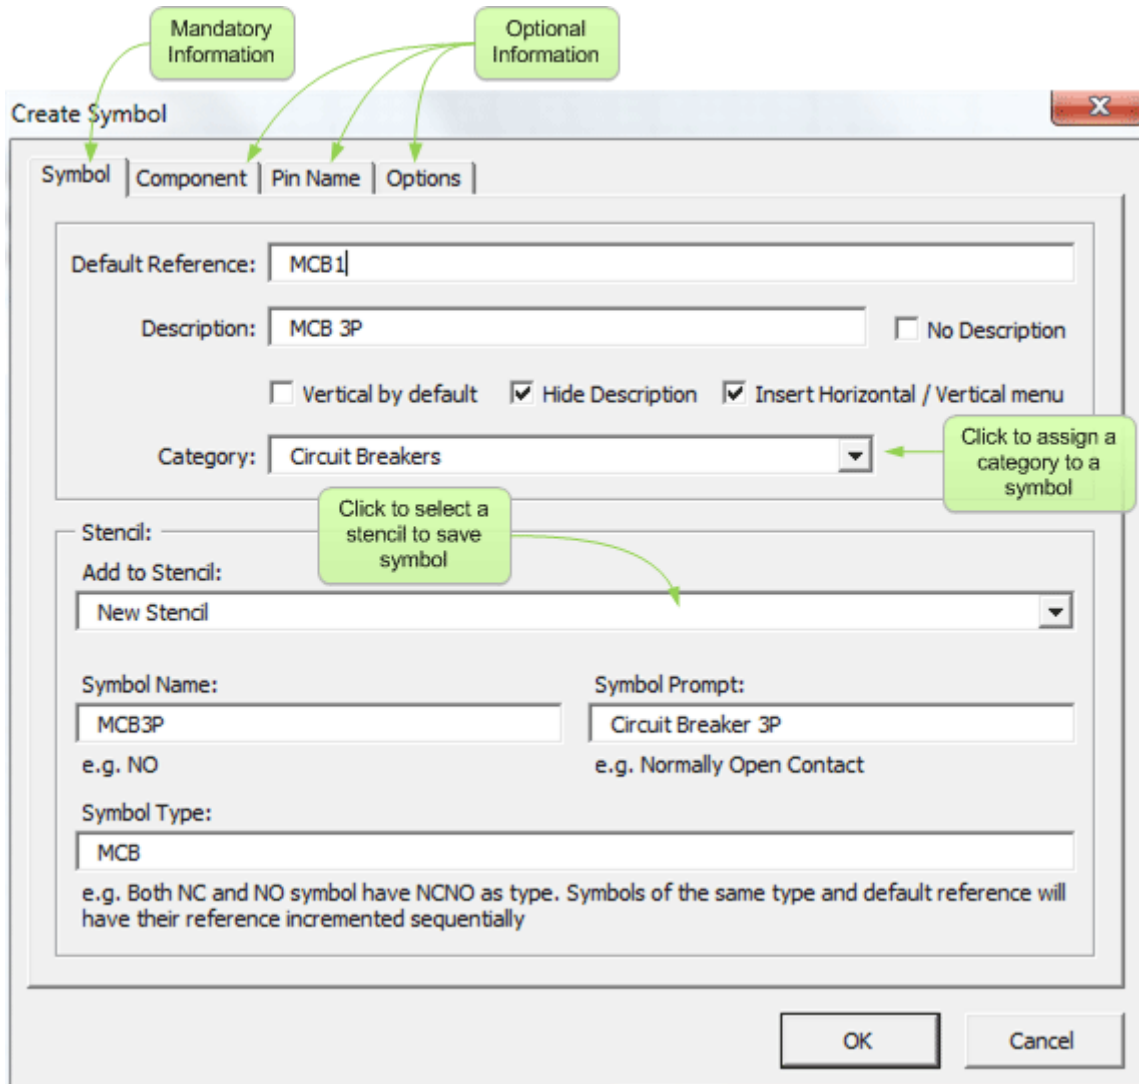 Mandatory
Information
Optional
Information
Create Symbol
Symbol Component Pin Name Options
Default Reference: MCB1
Description: MCB 3P No Description
Vertical by default Hide Description Insert Horizontal / Vertical menu
Category: Circuit Breakers
Click to assign a
category to a
symbol
Click to select a
stencil to save
symbol
Stencil:
Add to Stencil:
New Stencil
Symbol Name: Symbol Prompt:
MCB3P Circuit Breaker 3P
e.g. NO e.g. Normally Open Contact
Symbol Type:
MCB
e.g. Both NC and NO symbol have NCNO as type. Symbols of the same type and default reference will
have their reference incremented sequentially
OK Cancel